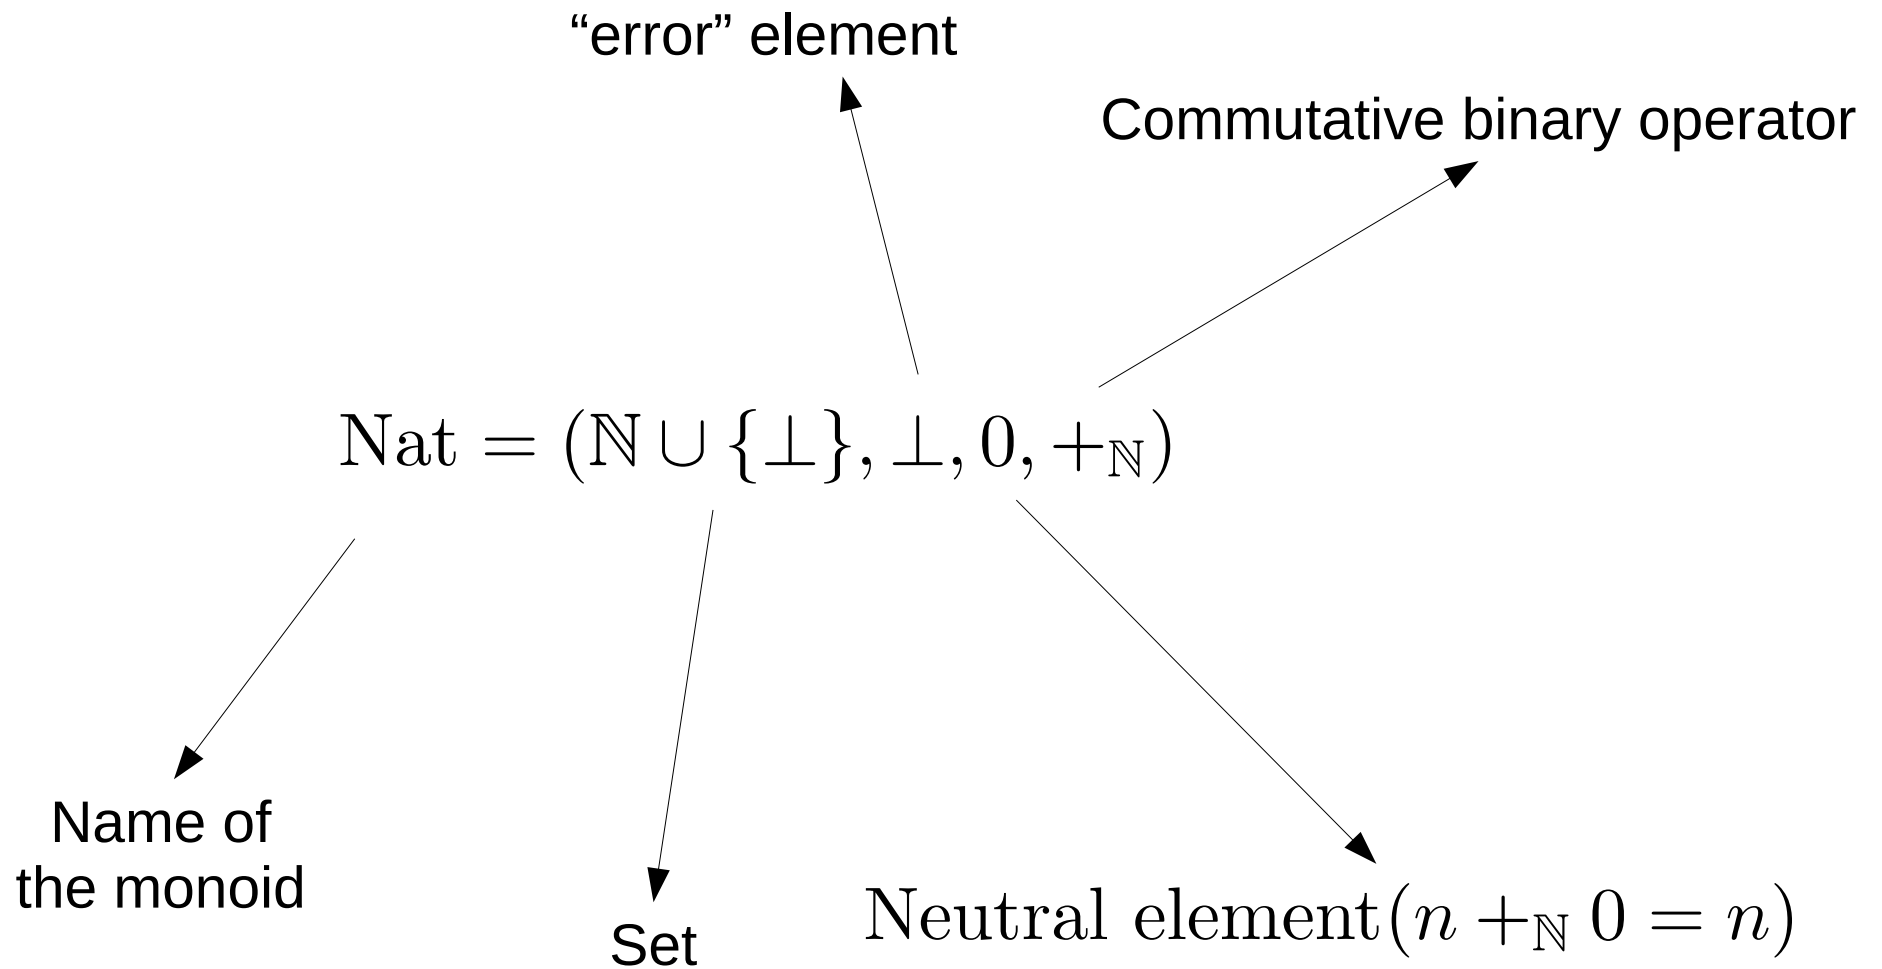 “error” element
Commutative binary operator
Nat = (ℕ ∪ {⊥}, ⊥, 0, +ℕ)
Name of
the monoid
Set
Neutral element(n +ℕ 0 = n)